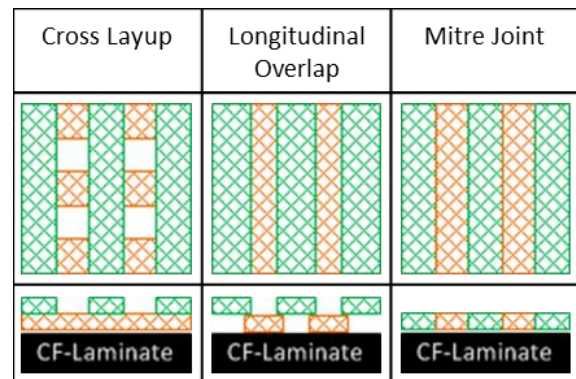 Cross Layup
Longitudinal
Overlap
Mitre Joint
CF-Laminate
CF-Laminate
CF-Laminate